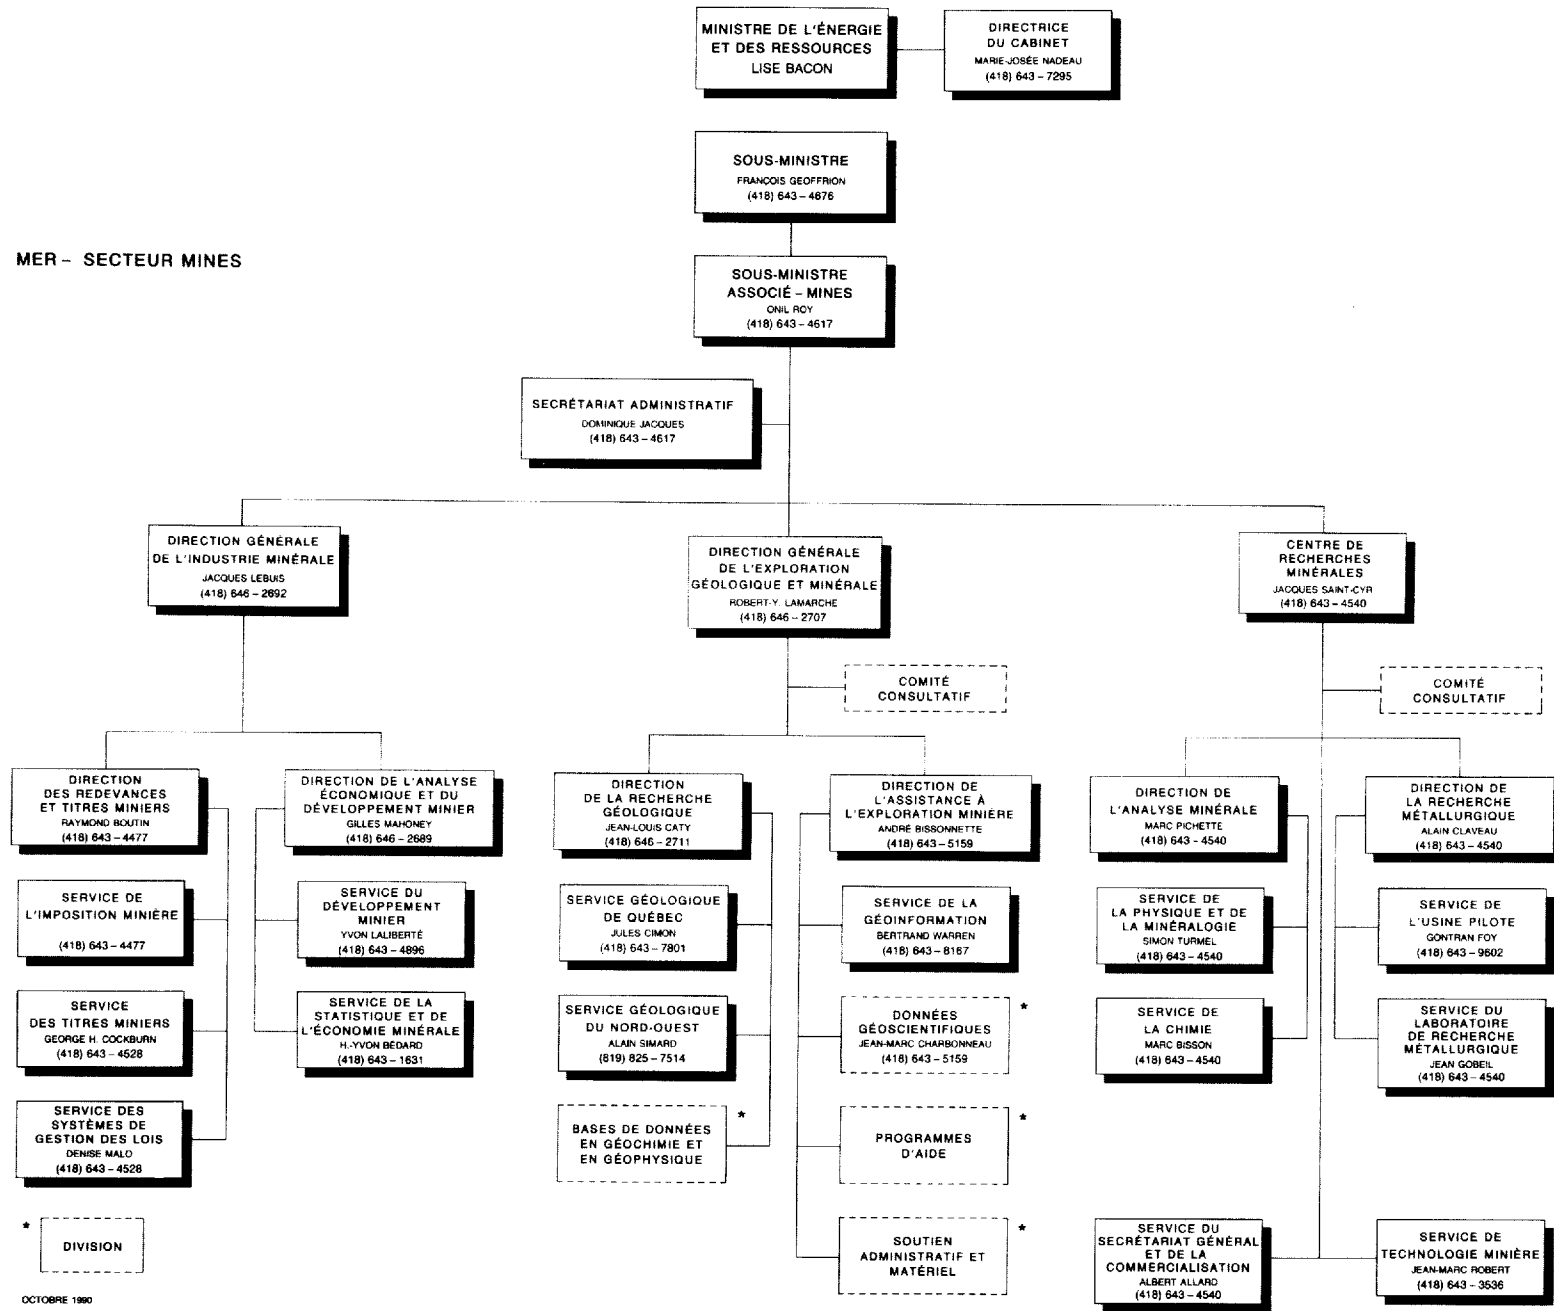 MINISTRE DE L'ÉNERGIE
ET DES RESSOURCES
LISE BACON
DIRECTRICE
DU CABINET
MARIE-JOSÉE NADEAU
(418) 643 – 7295
SOUS-MINISTRE
FRANÇOIS GEOFFRION
(418) 643 – 4676
MER – SECTEUR MINES
SOUS-MINISTRE
ASSOCIÉ – MINES
ONIL ROY
(418) 643 – 4617
SECRÉTARIAT ADMINISTRATIF
DOMINIQUE JACQUES
(418) 643 – 4617
DIRECTION GÉNÉRALE
DE L'INDUSTRIE MINÉRALE
JACQUES LEBUIS
(418) 646 – 2692
DIRECTION GÉNÉRALE
DE L'EXPLORATION
GÉOLOGIQUE ET MINÉRALE
ROBERT-Y. LAMARCHE
(418) 646 – 2707
CENTRE DE
RECHERCHES
MINÉRALES
JACQUES SAINT-CYR
(418) 643 – 4540
COMITÉ
CONSULTATIF
COMITÉ
CONSULTATIF
DIRECTION
DES REDEVANCES
ET TITRES MINIERS
RAYMOND BOUTIN
(418) 643 – 4477
DIRECTION DE L'ANALYSE
ÉCONOMIQUE ET DU
DÉVELOPPEMENT MINIER
GILLES MAHONEY
(418) 646 – 2689
DIRECTION
DE LA RECHERCHE
GÉOLOGIQUE
JEAN-LOUIS CATY
(418) 646 – 2711
DIRECTION DE
L'ASSISTANCE À
L'EXPLORATION MINIÈRE
ANDRÉ BISSONNETTE
(418) 643 – 5159
DIRECTION DE
L'ANALYSE MINÉRALE
MARC PICHETTE
(418) 643 – 4540
DIRECTION DE
LA RECHERCHE
MÉTALLURGIQUE
ALAIN CLAVEAU
(418) 643 – 4540
SERVICE DE
L'IMPOSITION MINIÈRE
(418) 643 – 4477
SERVICE DU
DÉVELOPPEMENT
MINIER
YVON LALIBERTÉ
(418) 643 – 4896
SERVICE GÉOLOGIQUE
DE QUÉBEC
JULES CIMON
(418) 643 – 7801
SERVICE DE LA
GÉOINFORMATION
BERTRAND WARREN
(418) 643 – 8167
SERVICE DE
LA PHYSIQUE ET DE
LA MINÉRALOGIE
SIMON TURMEL
(418) 643 – 4540
SERVICE DE
L'USINE PILOTE
GONTRAN FOY
(418) 643 – 9602
SERVICE
DES TITRES MINIERS
GEORGE H. COCKBURN
(418) 643 – 4528
SERVICE DE LA
STATISTIQUE ET DE
L'ÉCONOMIE MINÉRALE
H.-YVON BÉDARD
(418) 643 – 1631
SERVICE GÉOLOGIQUE
DU NORD-OUEST
ALAIN SIMARD
(819) 825 – 7514
*
DONNÉES
GÉOSCIENTIFIQUES
JEAN-MARC CHARBONNEAU
(418) 643 – 5159
SERVICE DE
LA CHIMIE
MARC BISSON
(418) 643 – 4540
SERVICE DU
LABORATOIRE
DE RECHERCHE
MÉTALLURGIQUE
JEAN GOBEIL
(418) 643 – 4540
SERVICE DES
SYSTÈMES DE
GESTION DES LOIS
DENISE MALO
(418) 643 – 4528
*
BASES DE DONNÉES
EN GÉOCHIMIE ET
EN GÉOPHYSIQUE
*
PROGRAMMES
D'AIDE
*
DIVISION
*
SOUTIEN
ADMINISTRATIF ET
MATÉRIEL
SERVICE DU
SECRÉTARIAT GÉNÉRAL
ET DE LA
COMMERCIALISATION
ALBERT ALLARD
(418) 643 – 4540
SERVICE DE
TECHNOLOGIE MINIÈRE
JEAN-MARC ROBERT
(418) 643 – 3536
OCTOBRE 1990